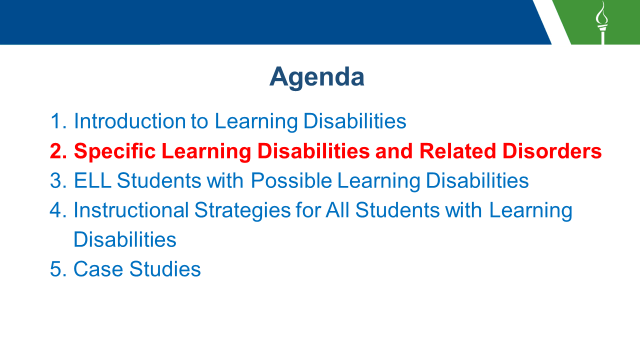 Agenda
1. Introduction to Learning Disabilities
2. Specific Learning Disabilities and Related Disorders
3. ELL Students with Possible Learning Disabilities
4. Instructional Strategies for All Students with Learning
Disabilities
5. Case Studies